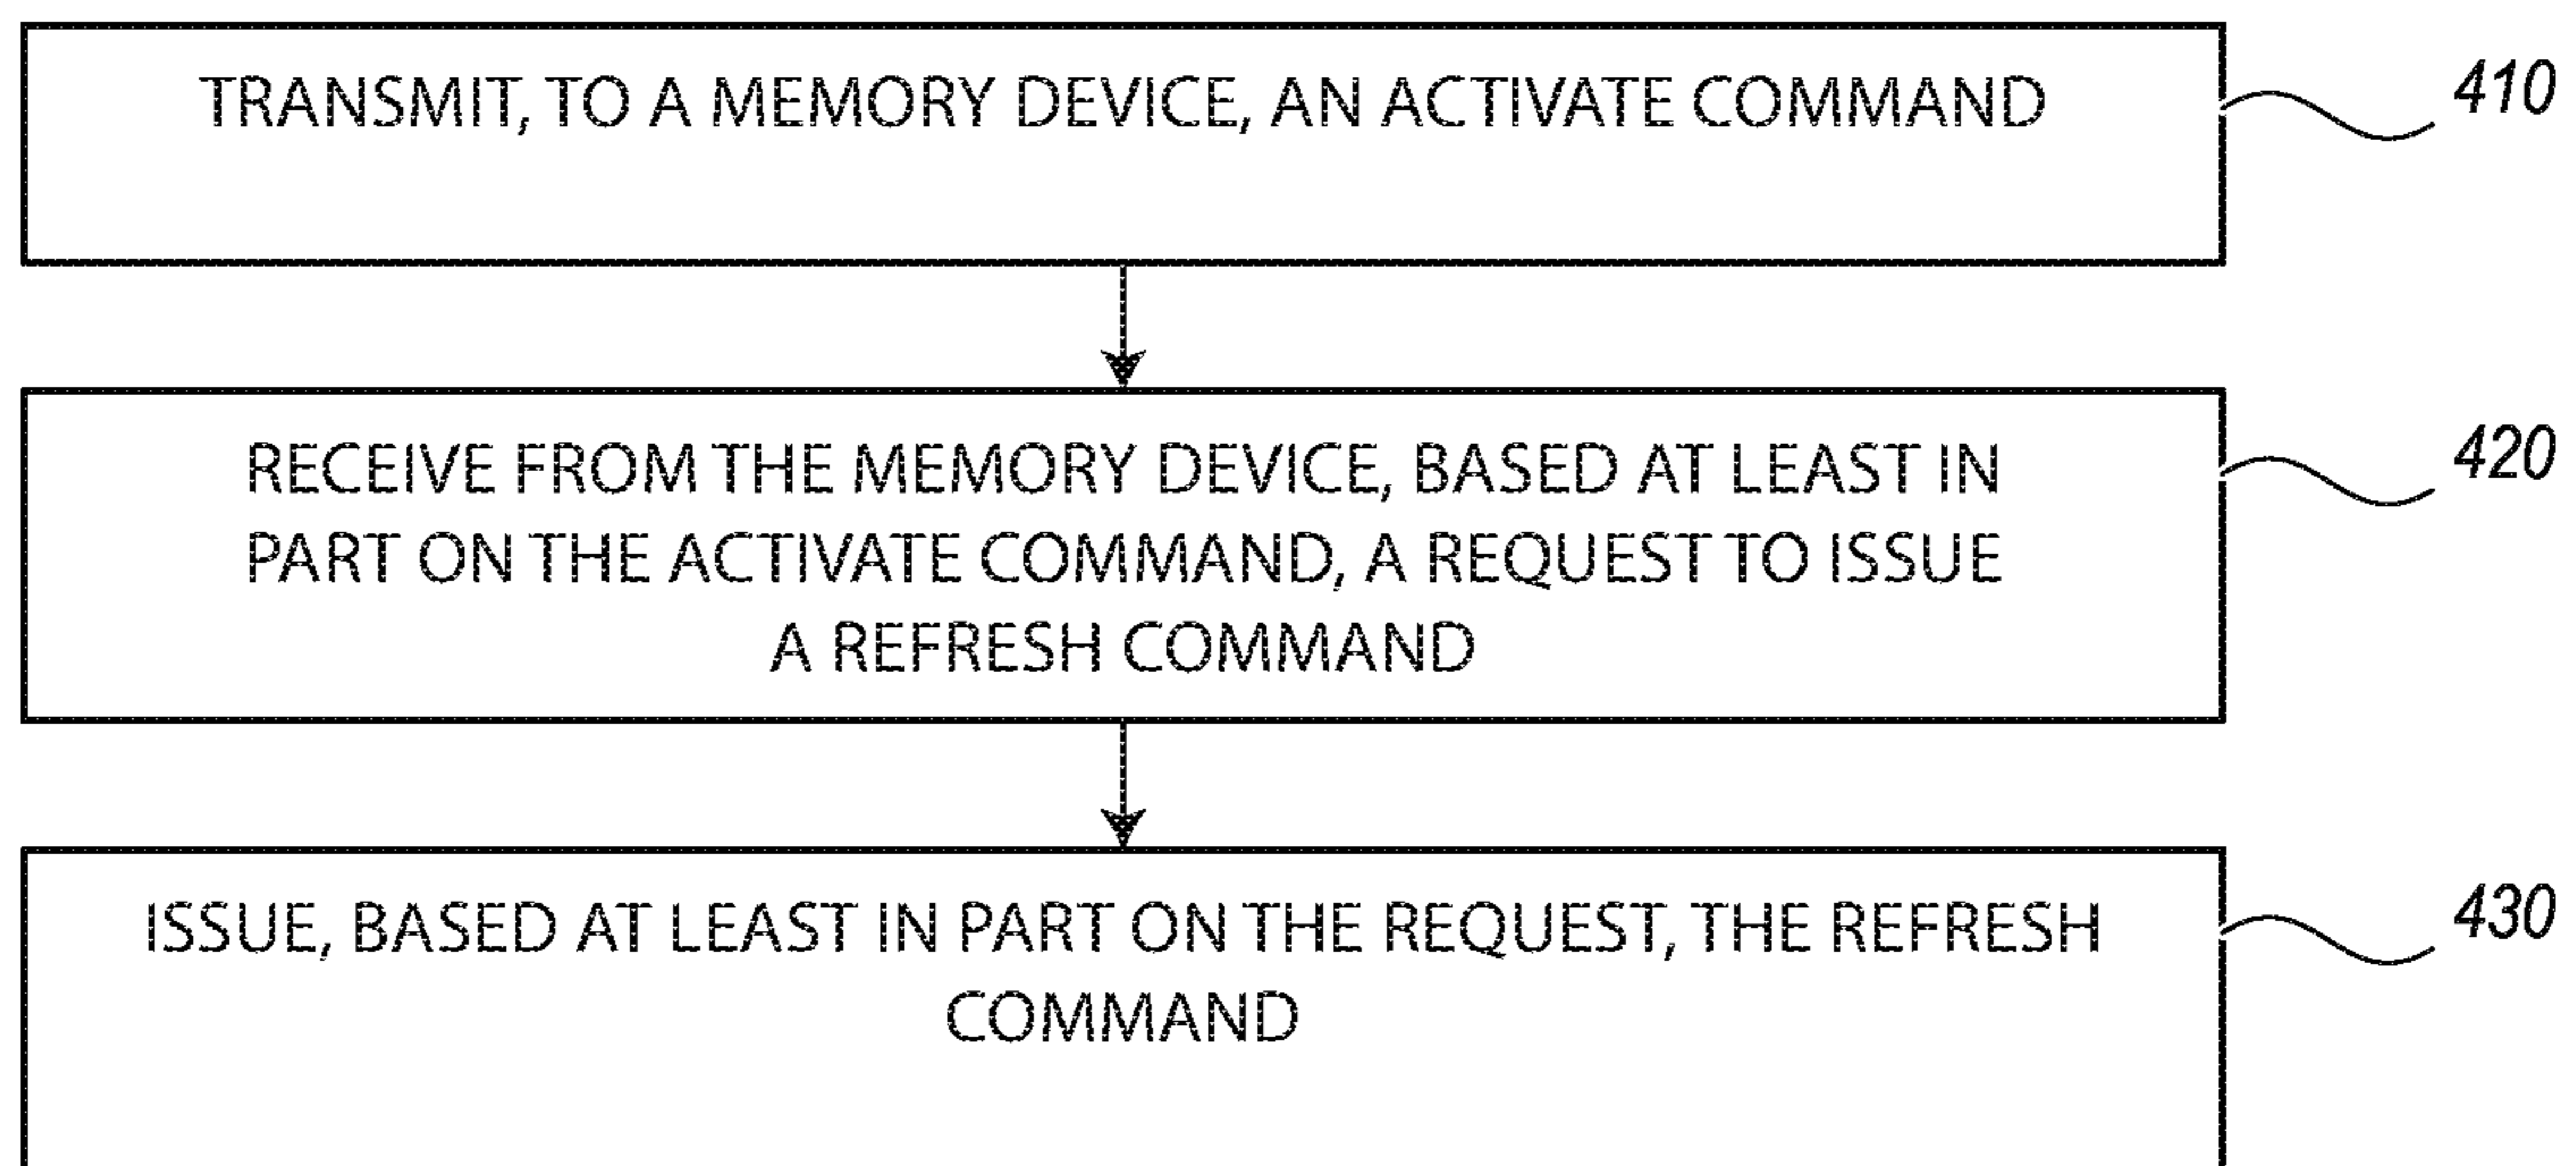 TRANSMIT, TO A MEMORY DEVICE, AN ACTIVATE COMMAND
410
RECEIVE FROM THE MEMORY DEVICE, BASED AT LEAST IN
PART ON THE ACTIVATE COMMAND, A REQUEST TO ISSUE
A REFRESH COMMAND
420
ISSUE, BASED AT LEAST IN PART ON THE REQUEST, THE REFRESH
COMMAND
430